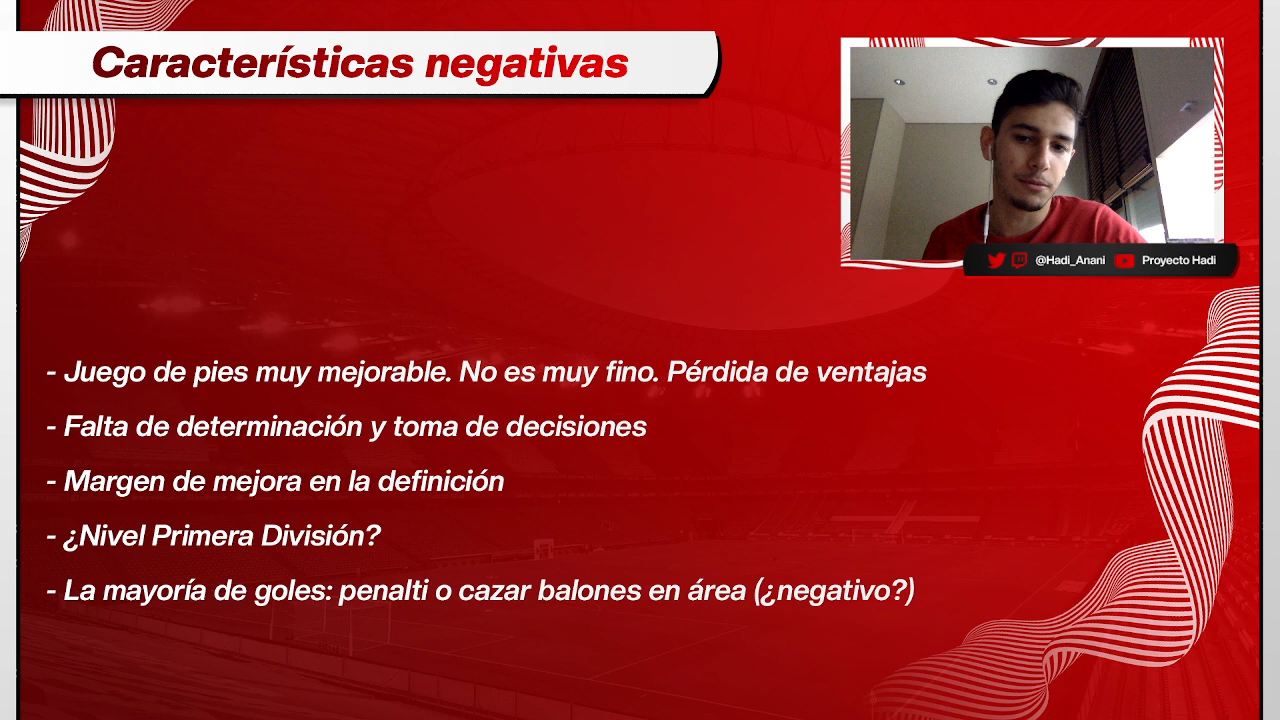 Características negativas
@Hadi_Anani Proyecto Hadi
- Juego de pies muy mejorable. No es muy fino. Pérdida de ventajas
- Falta de determinación y toma de decisiones
- Margen de mejora en la definición
- ¿Nivel Primera División?
- La mayoría de goles: penalti o cazar balones en área (¿negativo?)